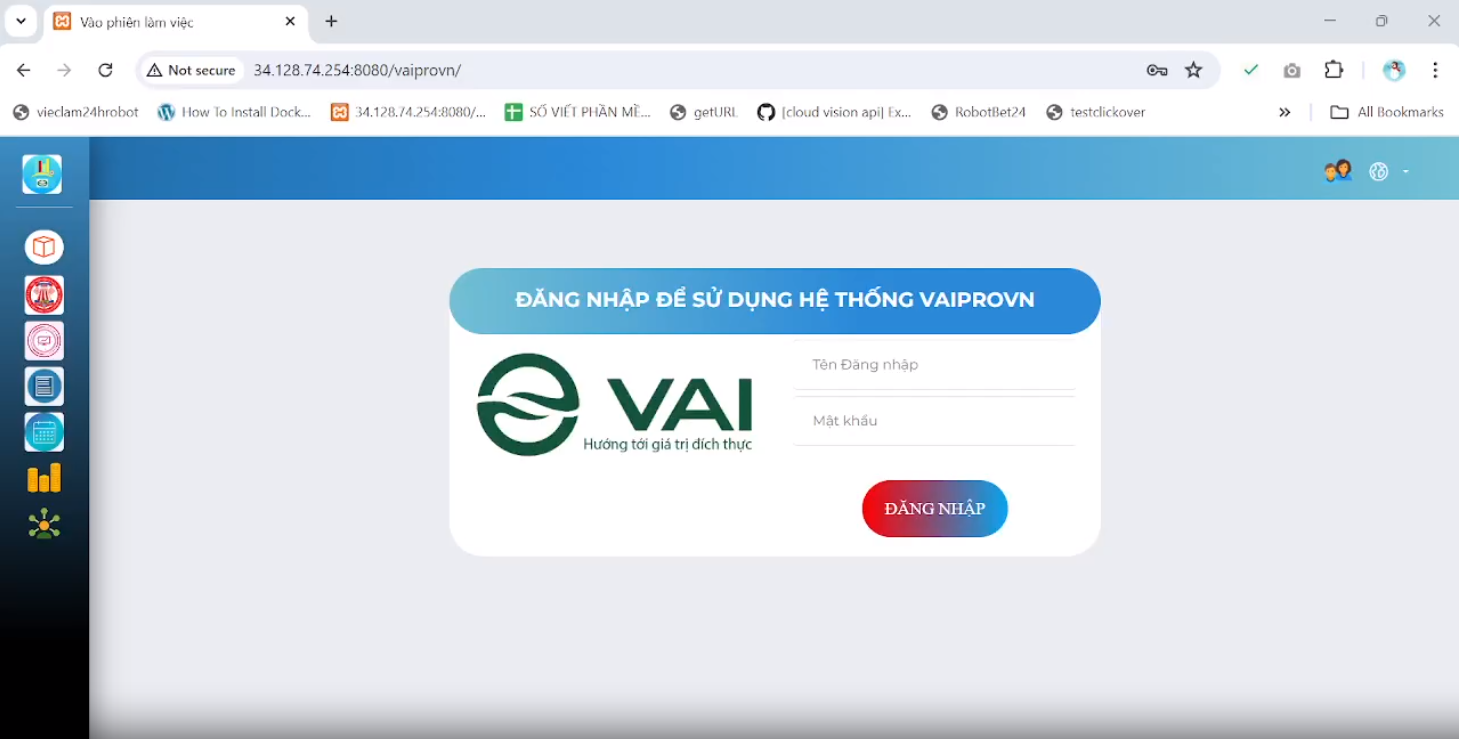 Vào phiên làm việc
Not secure
34.128.74.254:8080/vaiprovn/
vieclam24hrobot
How To Install Dock...
34.128.74.254:8080/...
SỔ VIẾT PHẦN MỀ...
getURL
[cloud vision api] Ex...
RobotBet24
testclickover
All Bookmarks
ĐĂNG NHẬP ĐỂ SỬ DỤNG HỆ THỐNG VAIPROVN
VAI
Hướng tới giá trị đích thực
Tên Đăng nhập
Mật khẩu
ĐĂNG NHẬP